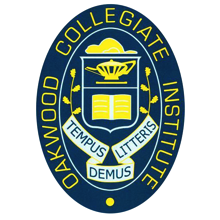 OAKWOOD COLLEGIATE INSTITUTE
TEMPUS
LITTERIS
DEMUS